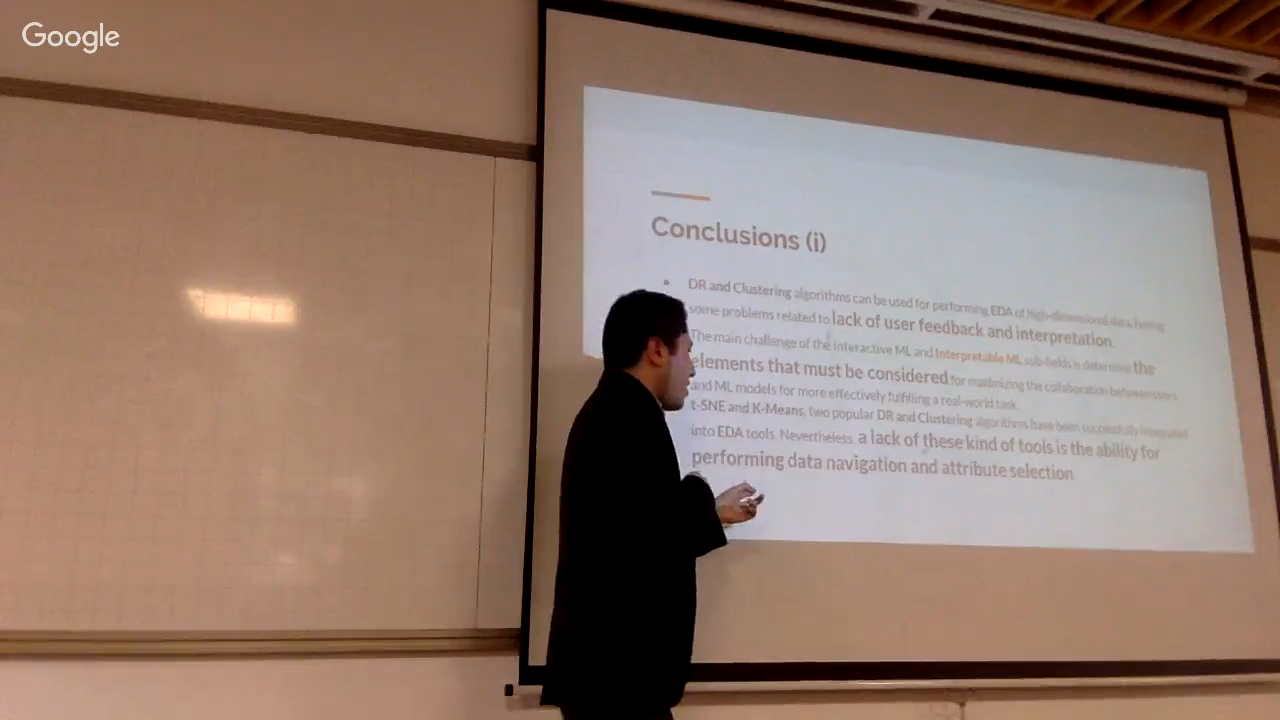 Google
Conclusions (i)
DR and Clustering algorithms can be used for performing EDA of high-dimensional data, having
some problems related to lack of user feedback and interpretation.
The main challenge of the Interactive ML and Interpretable ML sub-fields is determine the
elements that must be considered for maximizing the collaboration between users
and ML models for more effectively fulfilling a real-world task.
t-SNE and K-Means, two popular DR and Clustering algorithms have been successfully integrated
into EDA tools. Nevertheless, a lack of these kind of tools is the ability for
performing data navigation and attribute selection